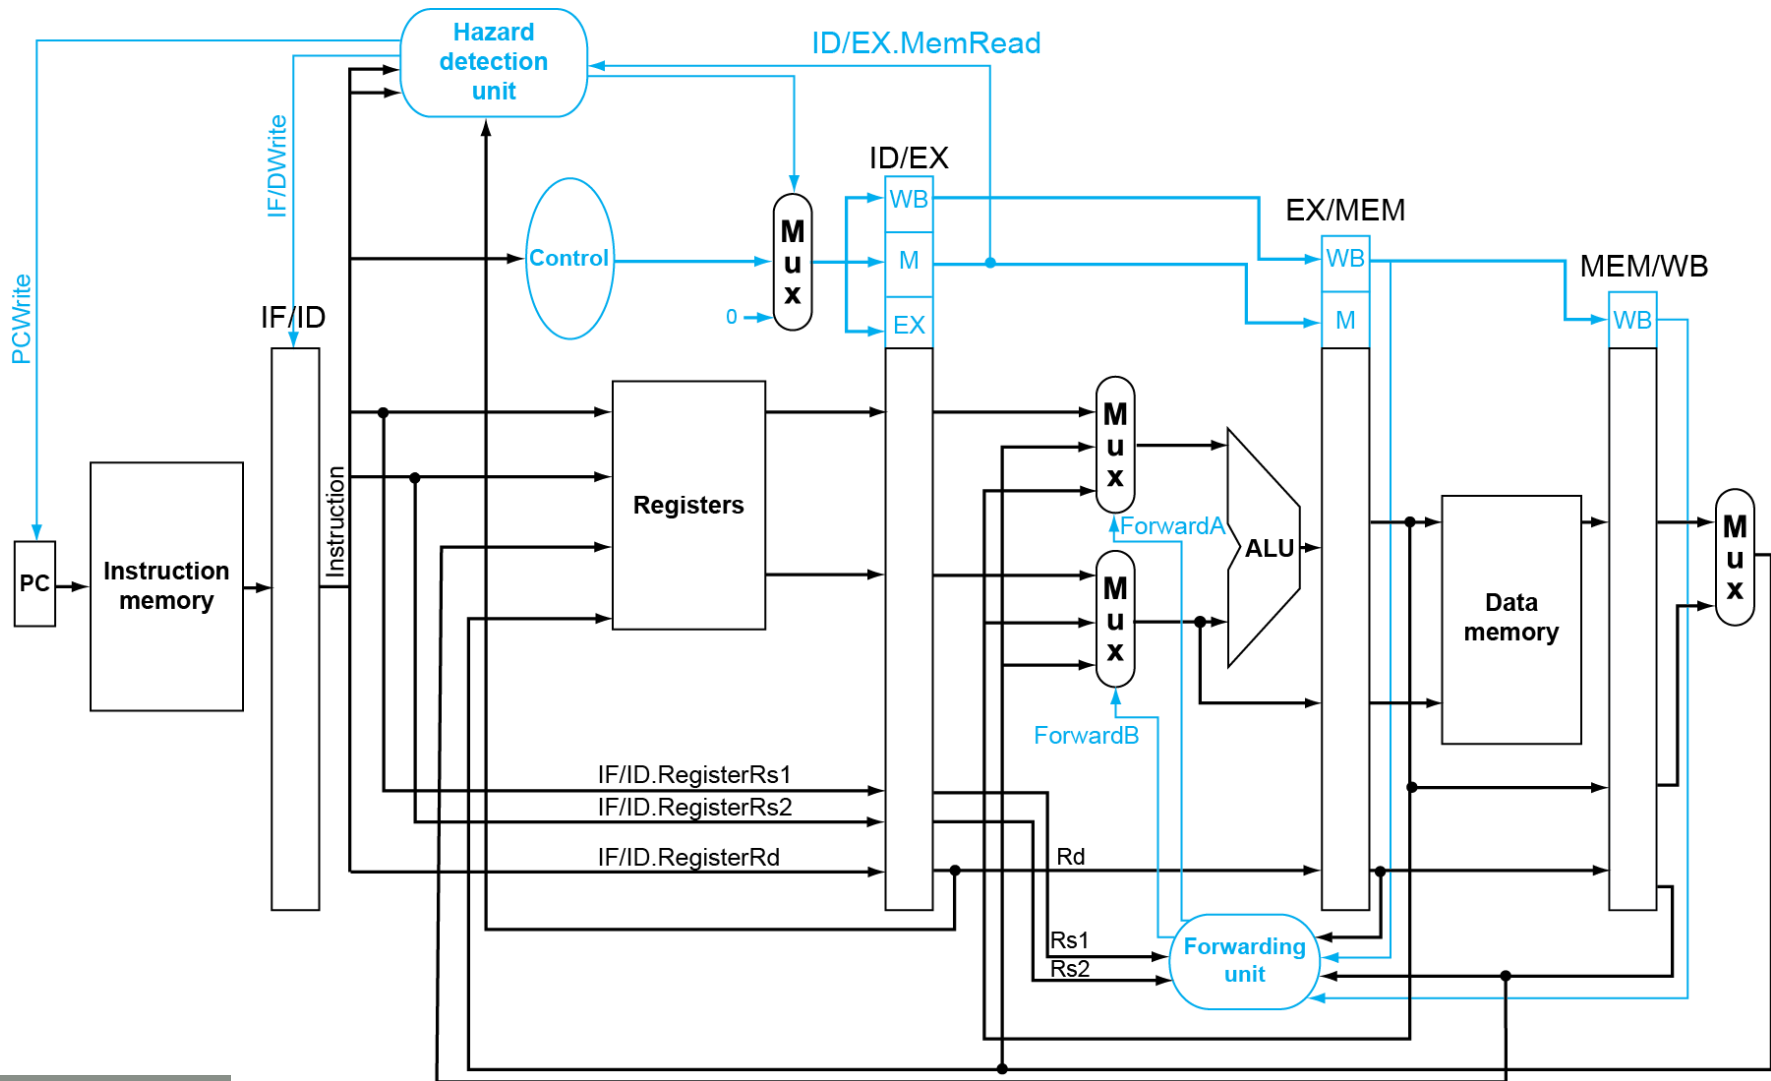 Hazard
detection
unit
ID/EX.MemRead
IF/DWrite
PCWrite
ID/EX
WB
M
EX
Control
M
u
x
0
EX/MEM
WB
M
MEM/WB
WB
IF/ID
Instruction
PC
Instruction
memory
Registers
M
u
x
ForwardA
M
u
x
ForwardB
ALU
Data
memory
M
u
x
IF/ID.RegisterRs1
IF/ID.RegisterRs2
IF/ID.RegisterRd
Rd
Rs1
Rs2
Forwarding
unit